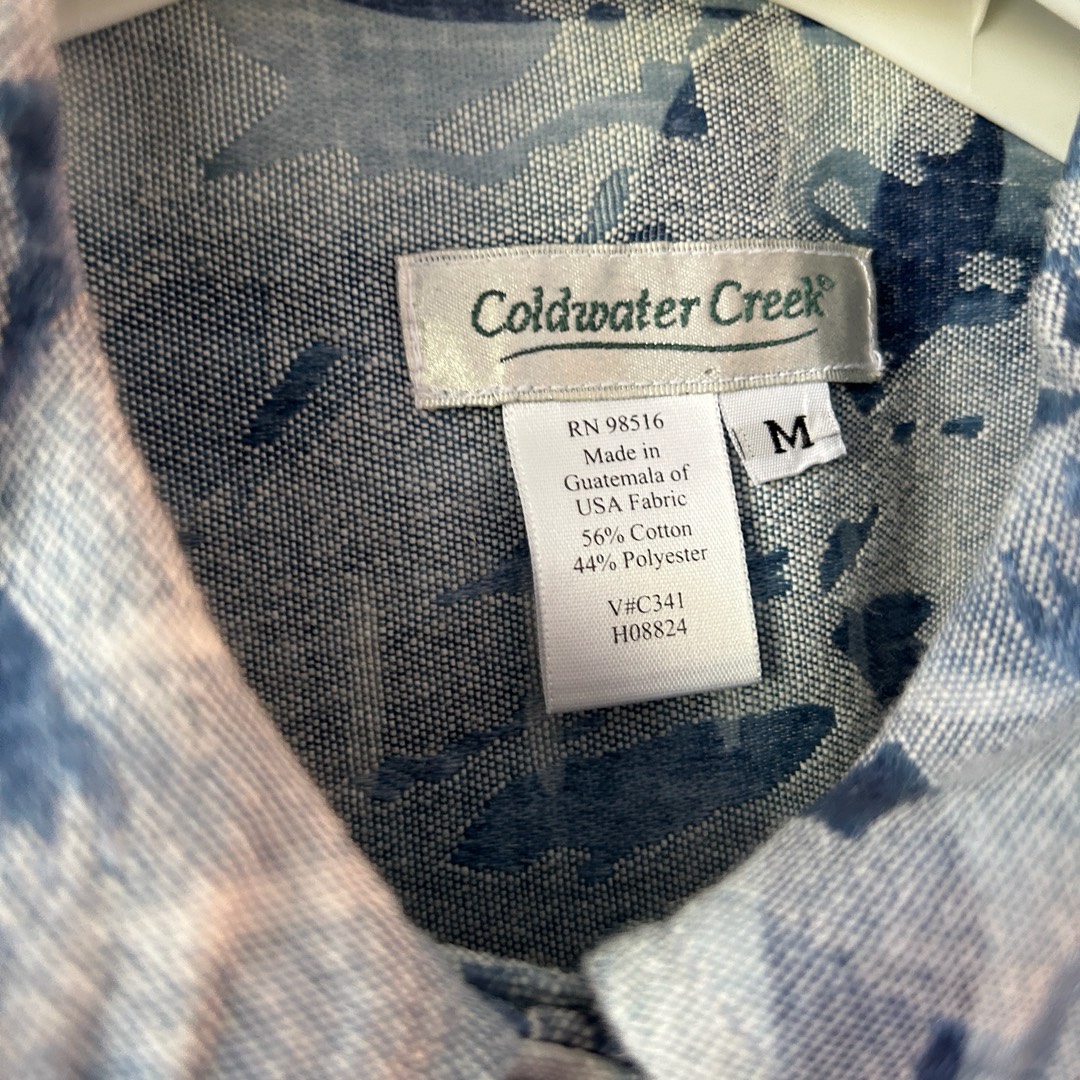 Coldwater Creek®
RN 98516
Made in
Guatemala of
USA Fabric
56% Cotton
44% Polyester
V#C341
H08824
M